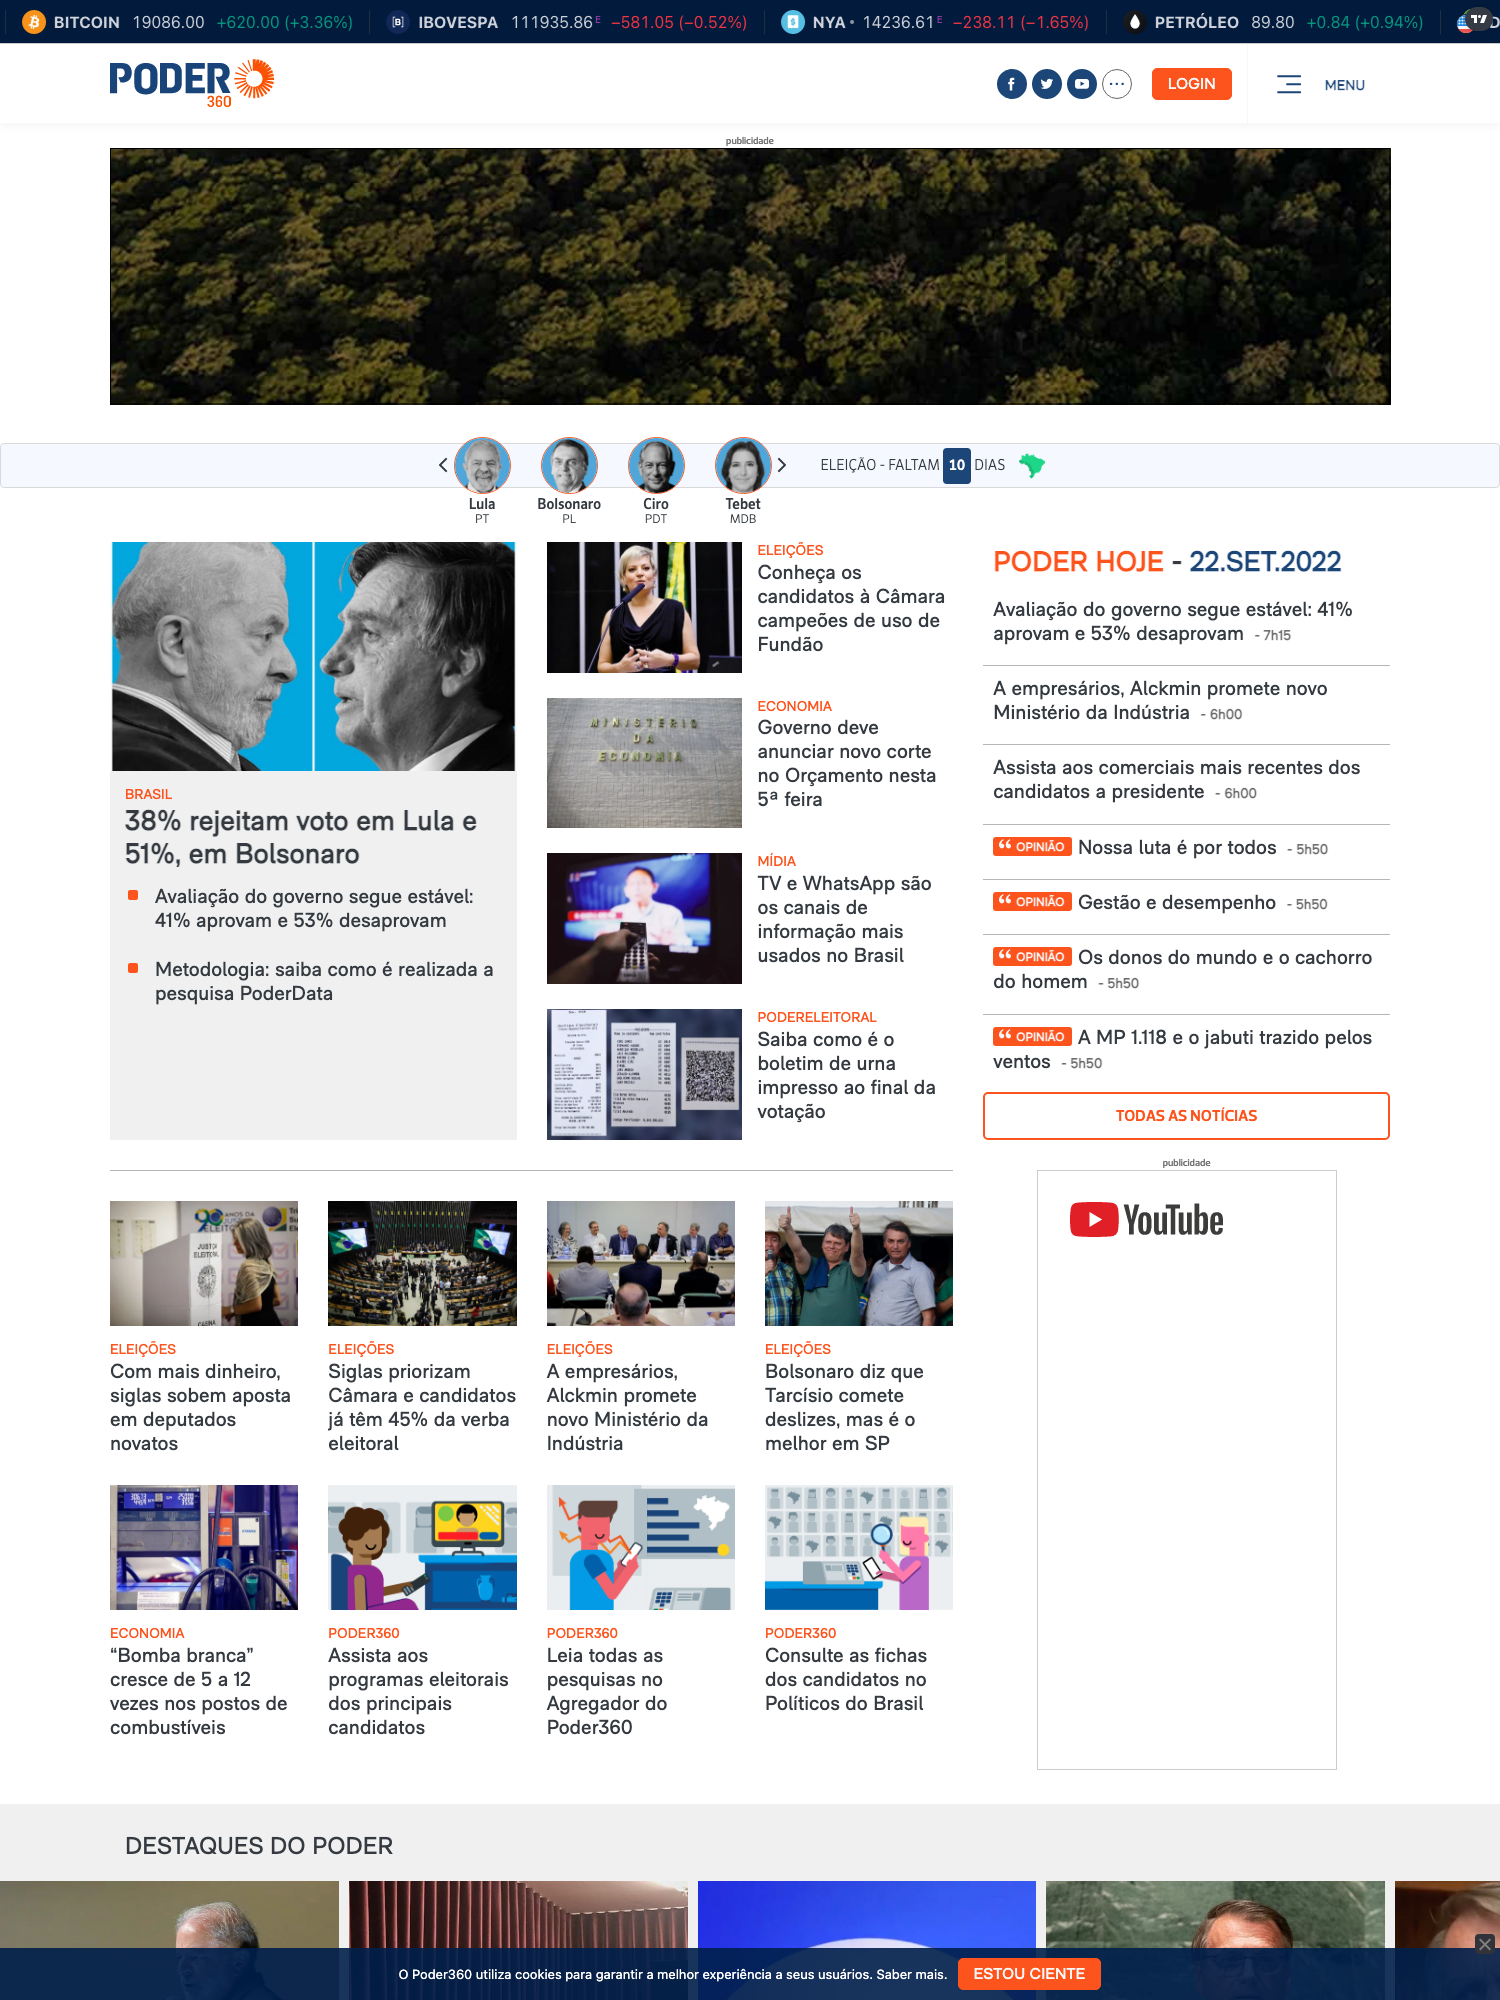 BITCOIN 19086.00 +620.00 (+3.36%) IBOVESPA 111935.86 E −581.05 (−0.52%) NYA 14236.61 E −238.11 (−1.65%) PETRÓLEO 89.80 +0.84 (+0.94%)
PODER
360
LOGIN
MENU
publicidade
ELEIÇÃO - FALTAM 10 DIAS
Lula
PT
Bolsonaro
PL
Ciro
PDT
Tebet
MDB
BRASIL
38% rejeitam voto em Lula e
51%, em Bolsonaro
Avaliação do governo segue estável:
41% aprovam e 53% desaprovam
Metodologia: saiba como é realizada a
pesquisa PoderData
ELEIÇÕES
Conheça os
candidatos à Câmara
campeões de uso de
Fundão
MINISTERIO
DA
ECONOMIA
ECONOMIA
Governo deve
anunciar novo corte
no Orçamento nesta
5ª feira
MÍDIA
TV e WhatsApp são
os canais de
informação mais
usados no Brasil
PODERELEITORAL
Saiba como é o
boletim de urna
impresso ao final da
votação
PODER HOJE - 22.SET.2022
Avaliação do governo segue estável: 41%
aprovam e 53% desaprovam - 7h15
A empresários, Alckmin promete novo
Ministério da Indústria - 6h00
Assista aos comerciais mais recentes dos
candidatos a presidente - 6h00
OPINIÃO Nossa luta é por todos - 5h50
OPINIÃO Gestão e desempenho - 5h50
OPINIÃO Os donos do mundo e o cachorro
do homem - 5h50
OPINIÃO A MP 1.118 e o jabuti trazido pelos
ventos - 5h50
TODAS AS NOTÍCIAS
publicidade
YouTube
ELEIÇÕES
Com mais dinheiro,
siglas sobem aposta
em deputados
novatos
ELEIÇÕES
Siglas priorizam
Câmara e candidatos
já têm 45% da verba
eleitoral
ELEIÇÕES
A empresários,
Alckmin promete
novo Ministério da
Indústria
ELEIÇÕES
Bolsonaro diz que
Tarcísio comete
deslizes, mas é o
melhor em SP
ECONOMIA
“Bomba branca”
cresce de 5 a 12
vezes nos postos de
combustíveis
PODER360
Assista aos
programas eleitorais
dos principais
candidatos
PODER360
Leia todas as
pesquisas no
Agregador do
Poder360
PODER360
Consulte as fichas
dos candidatos no
Políticos do Brasil
DESTAQUES DO PODER
O Poder360 utiliza cookies para garantir a melhor experiência a seus usuários. Saber mais.
ESTOU CIENTE